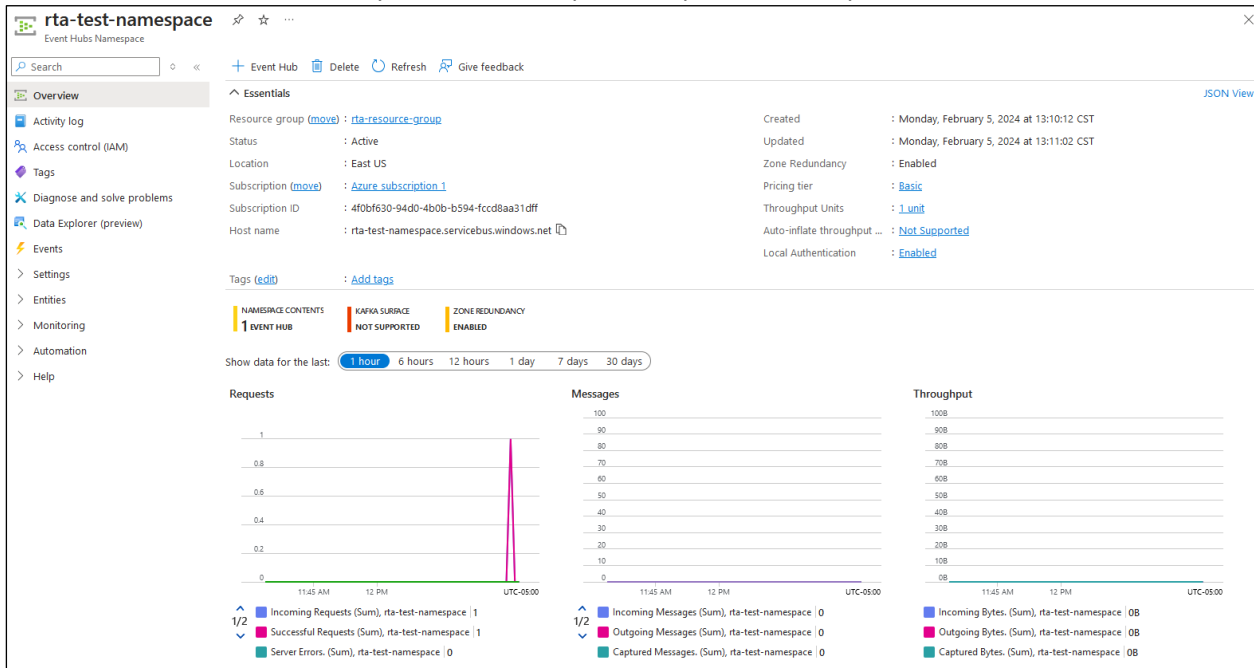 rta-test-namespace
Event Hubs Namespace
Search
Overview
Activity log
Access control (IAM)
Tags
Diagnose and solve problems
Data Explorer (preview)
Events
Settings
Entities
Monitoring
Automation
Help
Event Hub Delete Refresh Give feedback
Essentials JSON View
Resource group (move) : rta-resource-group
Status : Active
Location : East US
Subscription (move) : Azure subscription 1
Subscription ID : 4f0bf630-94d0-4b0b-b594-fccd8aa31dff
Host name : rta-test-namespace.servicebus.windows.net
Created : Monday, February 5, 2024 at 13:10:12 CST
Updated : Monday, February 5, 2024 at 13:11:02 CST
Zone Redundancy : Enabled
Pricing tier : Basic
Throughput Units : 1 unit
Auto-inflate throughput ... : Not Supported
Local Authentication : Enabled
Tags (edit) : Add tags
NAMESPACE CONTENTS
1 EVENT HUB
KAFKA SURFACE
NOT SUPPORTED
ZONE REDUNDANCY
ENABLED
Show data for the last: 1 hour 6 hours 12 hours 1 day 7 days 30 days
Requests
1
0.8
0.6
0.4
0.2
0
11:45 AM 12 PM UTC-05:00
1/2
Incoming Requests (Sum), rta-test-namespace 1
Successful Requests (Sum), rta-test-namespace 1
Server Errors. (Sum), rta-test-namespace 0
Messages
100
90
80
70
60
50
40
30
20
10
0
11:45 AM 12 PM UTC-05:00
1/2
Incoming Messages (Sum), rta-test-namespace 0
Outgoing Messages (Sum), rta-test-namespace 0
Captured Messages. (Sum), rta-test-namespace 0
Throughput
100B
90B
80B
70B
60B
50B
40B
30B
20B
10B
0B
11:45 AM 12 PM UTC-05:00
Incoming Bytes. (Sum), rta-test-namespace 0B
Outgoing Bytes. (Sum), rta-test-namespace 0B
Captured Bytes. (Sum), rta-test-namespace 0B